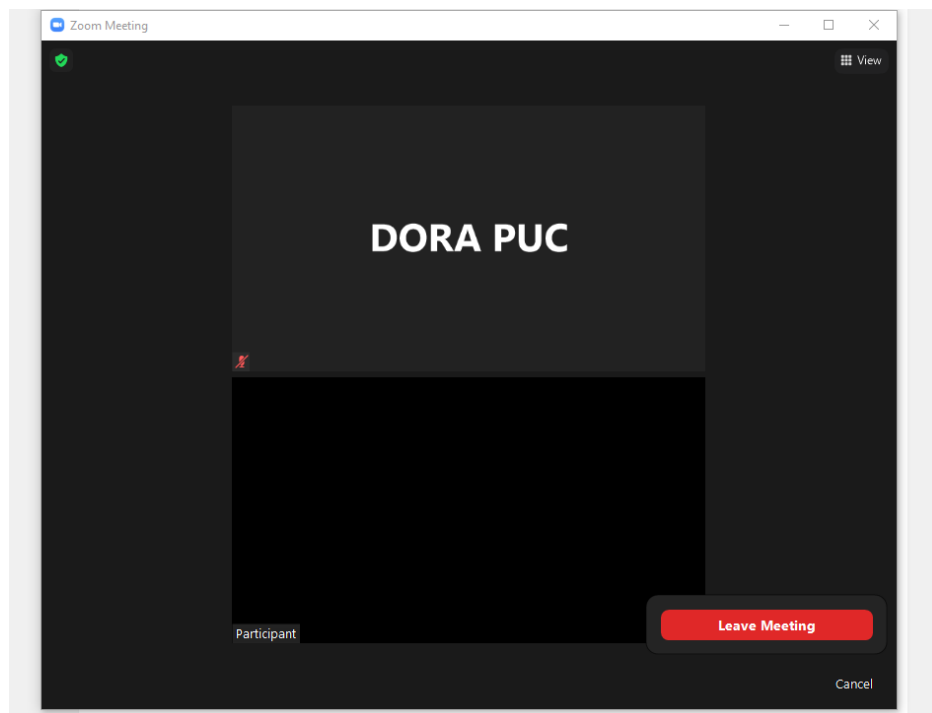 Zoom Meeting
View
DORA PUC
Participant
Leave Meeting
Cancel